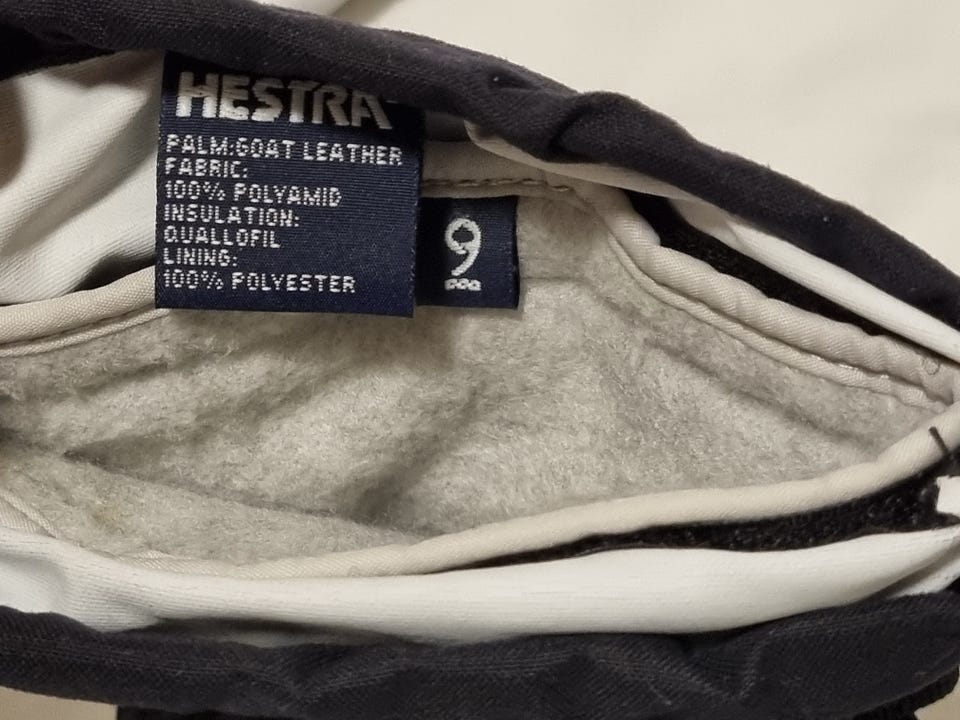 HESTRA
PALM:GOAT LEATHER
FABRIC:
100% POLYAMID
INSULATION:
QUALLOFIL
LINING:
100% POLYESTER
9